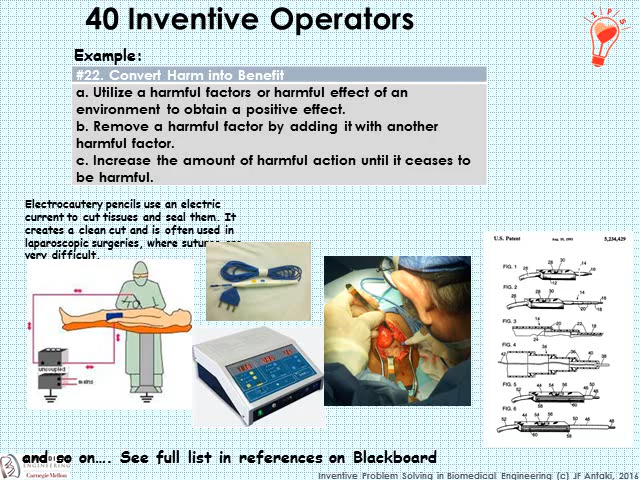 40 Inventive Operators
I P S
Example:
#22. Convert Harm into Benefit
a. Utilize a harmful factors or harmful effect of an
environment to obtain a positive effect.
b. Remove a harmful factor by adding it with another
harmful factor.
c. Increase the amount of harmful action until it ceases to
be harmful.
Electrocautery pencils use an electric
current to cut tissues and seal them. It
creates a clean cut and is often used in
laparoscopic surgeries, where sutures are
very difficult.
uncoupled
mains
U.S. Patent
5,234,429
FIG. 1
FIG. 2
FIG. 3
FIG. 4
FIG. 5
FIG. 6
and so on…. See full list in references on Blackboard
ENGINEERING
Carnegie Mellon
Inventive Problem Solving in Biomedical Engineering (c) JF Antaki, 2016